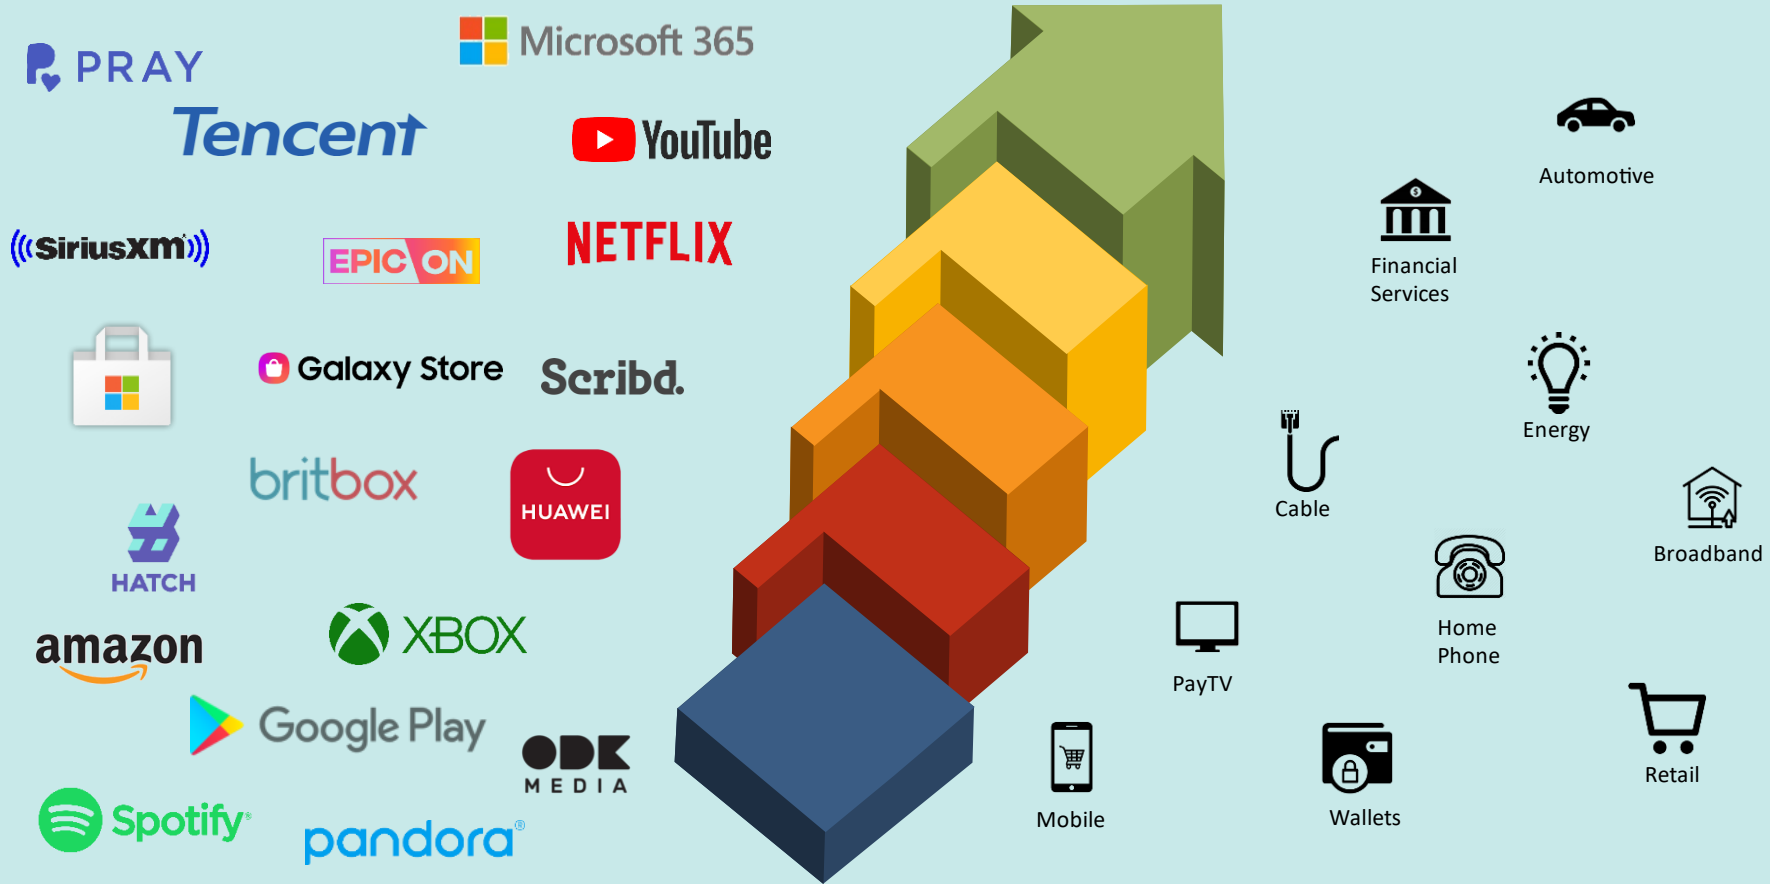 PRAY
Microsoft 365
Tencent
YouTube
SiriusXM
EPIC ON
NETFLIX
Galaxy Store
Scribd.
britbox
HUAWEI
HATCH
amazon
XBOX
Google Play
ODK
MEDIA
Spotify®
pandora®
Automotive
$
Financial
Services
Energy
Cable
Broadband
Home
Phone
PayTV
Retail
Mobile
Wallets